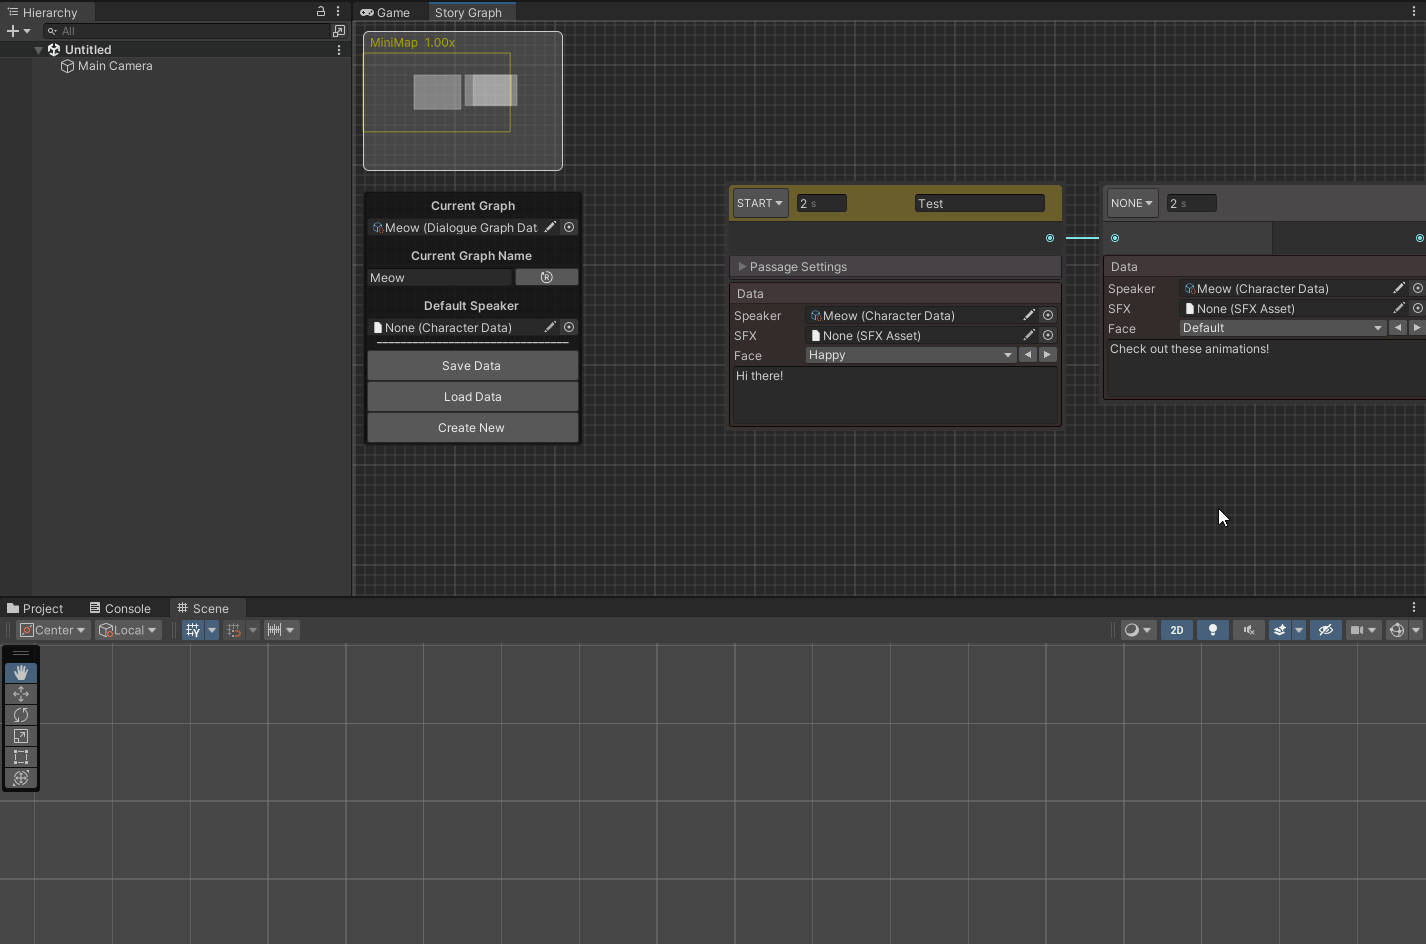 Hierarchy
All
Untitled
Main Camera
Game
Story Graph
MiniMap 1.00x
Current Graph
Meow (Dialogue Graph Dat
Current Graph Name
Meow
Default Speaker
None (Character Data)
Save Data
Load Data
Create New
START
2 s
Test
Passage Settings
Data
Speaker
Meow (Character Data)
SFX
None (SFX Asset)
Face
Happy
Hi there!
NONE
2 s
Data
Speaker
Meow (Character Data)
SFX
None (SFX Asset)
Face
Default
Check out these animations!
Project
Console
Scene
Center
Local
2D